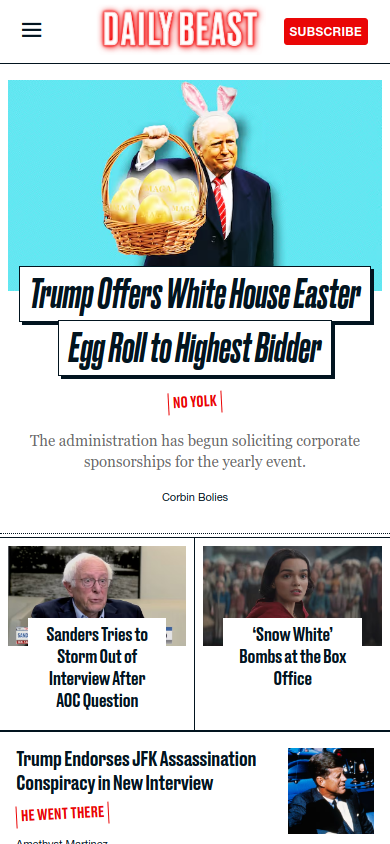 DAILY BEAST
SUBSCRIBE
Trump Offers White House Easter
Egg Roll to Highest Bidder
NO YOLK
The administration has begun soliciting corporate
sponsorships for the yearly event.
Corbin Bolies
Sanders Tries to
Storm Out of
Interview After
AOC Question
‘Snow White’
Bombs at the Box
Office
Trump Endorses JFK Assassination
Conspiracy in New Interview
HE WENT THERE
Amethyst Martinez